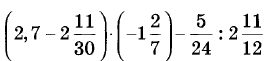 (2,7 − 2 11/30) · (−1 2/7) − 5/24 : 2 11/12